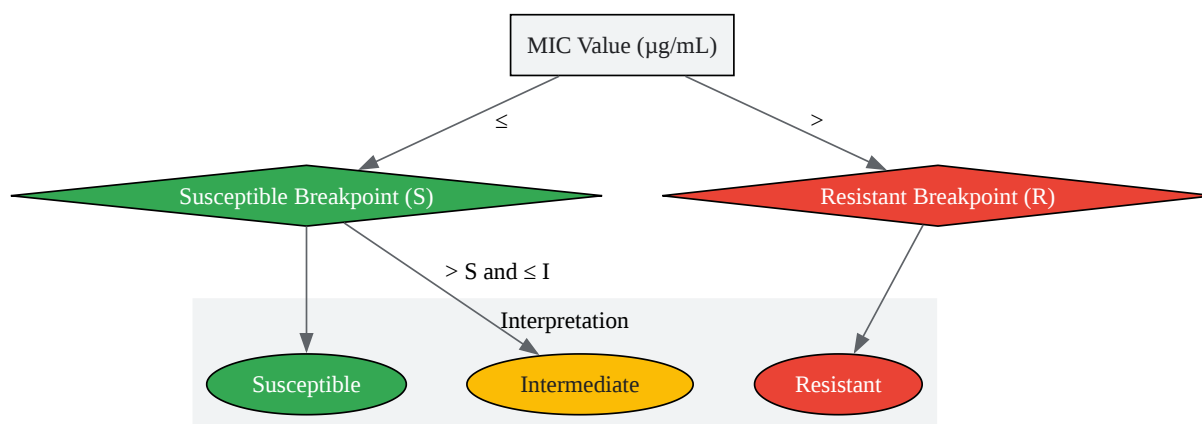 MIC Value (µg/mL)
≤
>
Susceptible Breakpoint (S)
Resistant Breakpoint (R)
> S and ≤ I
Interpretation
Susceptible
Intermediate
Resistant